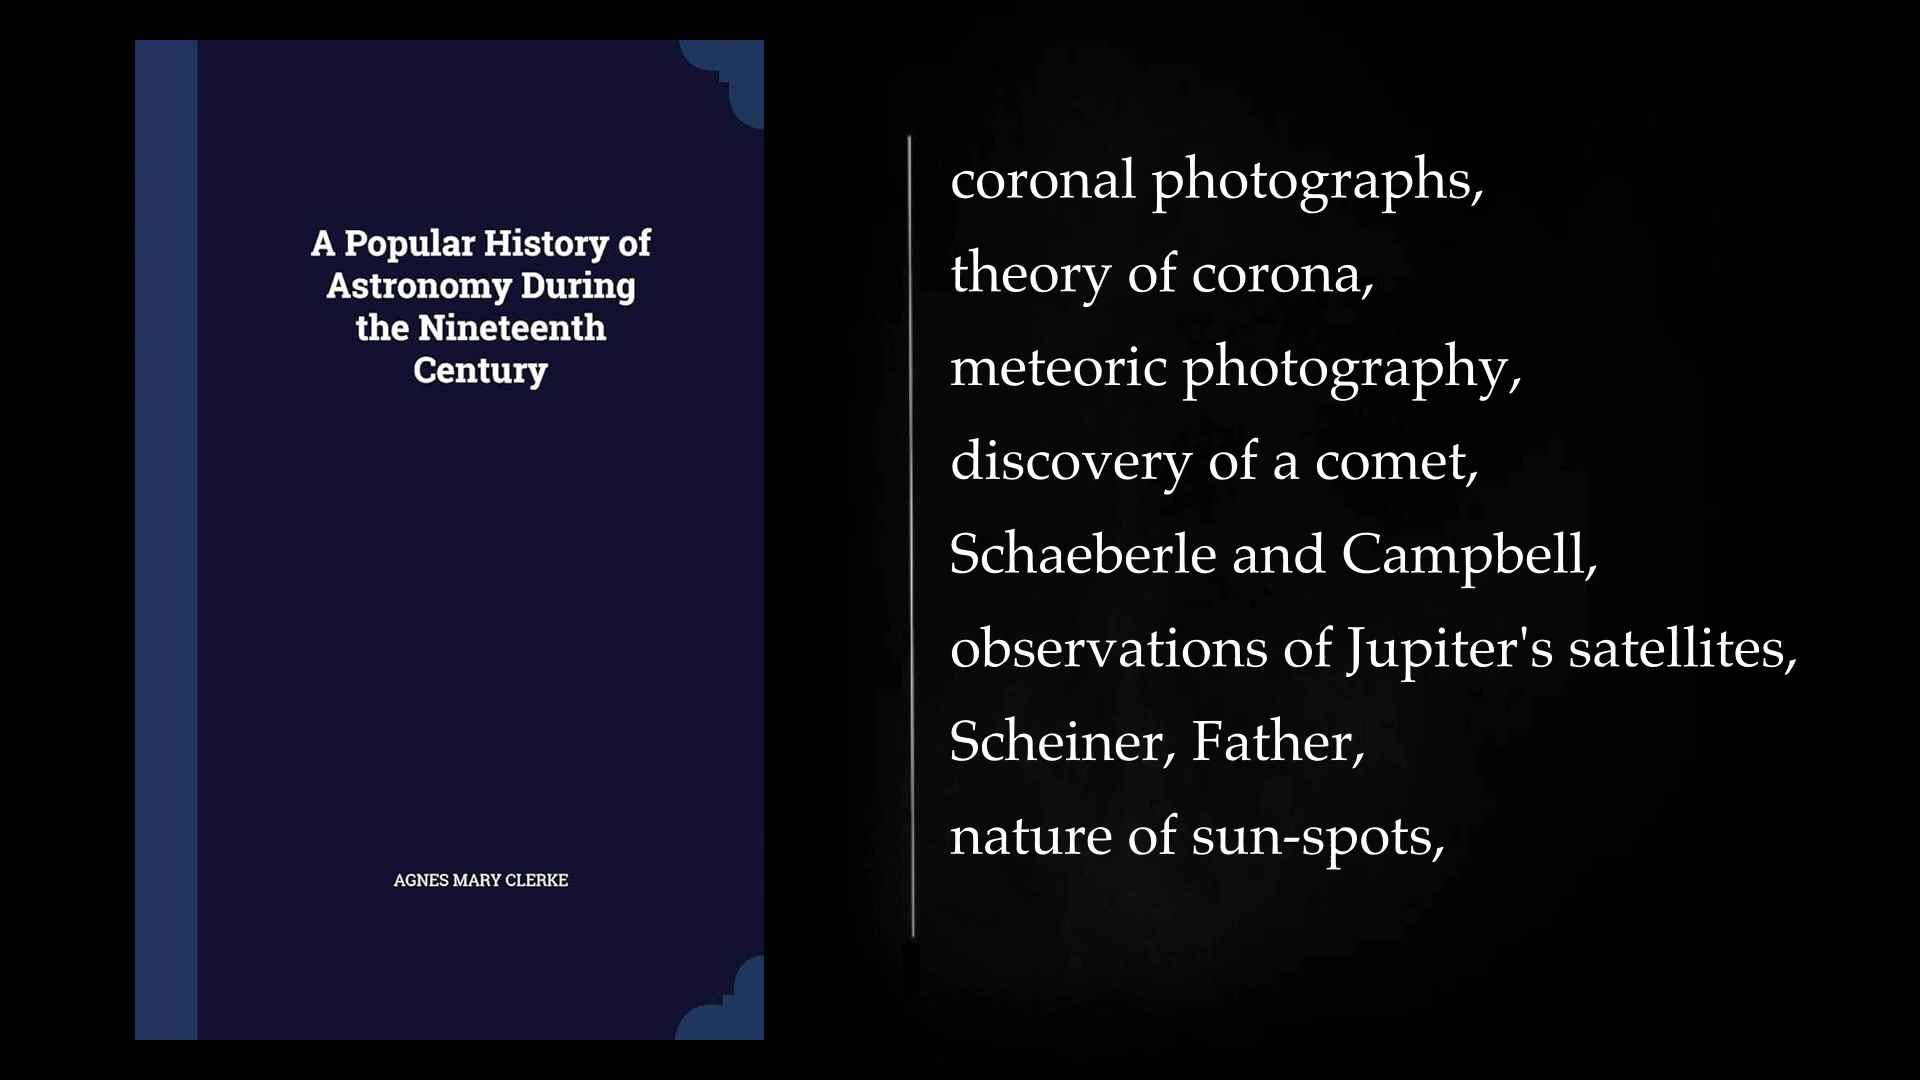 A Popular History of
Astronomy During
the Nineteenth
Century
AGNES MARY CLERKE
coronal photographs,
theory of corona,
meteoric photography,
discovery of a comet,
Schaeberle and Campbell,
observations of Jupiter's satellites,
Scheiner, Father,
nature of sun-spots,